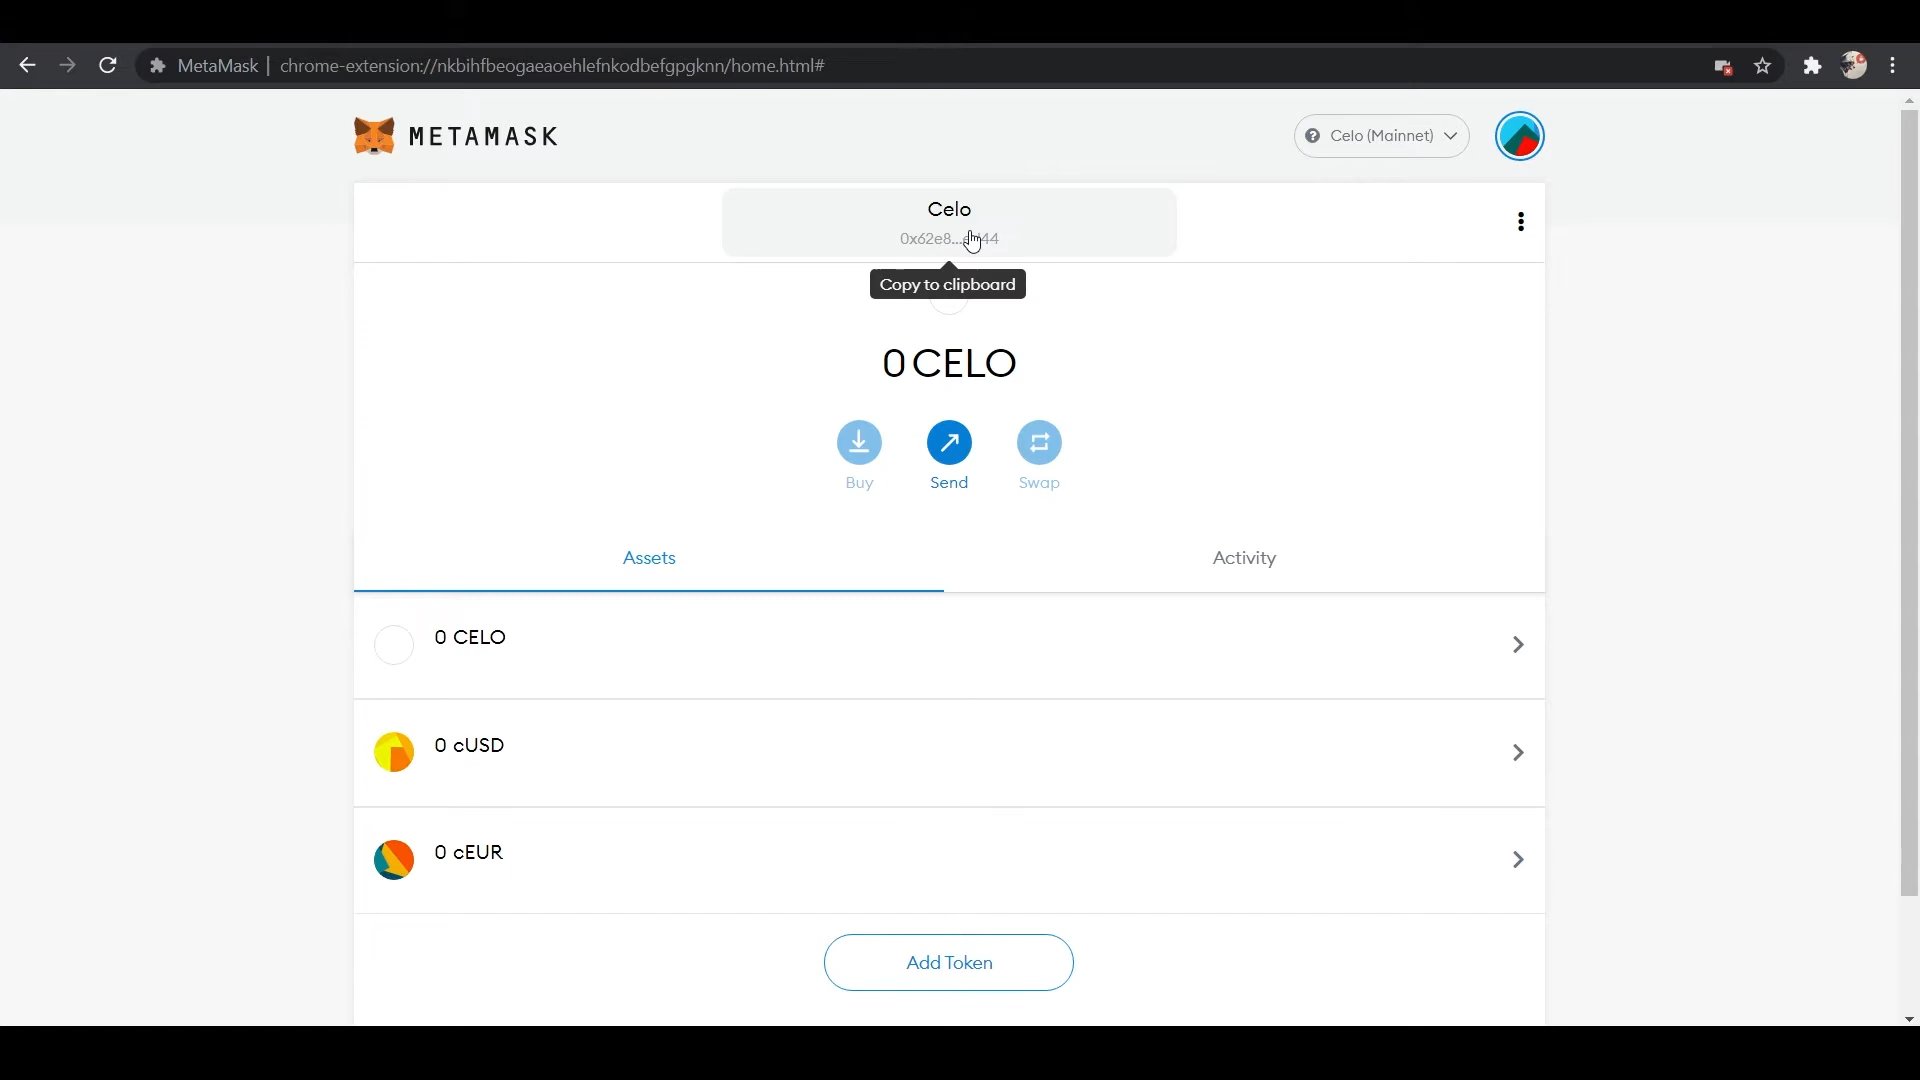 MetaMask | chrome-extension://nkbihfbeogaeaoehlefnkodbefgpgknn/home.html#
METAMASK
Celo (Mainnet)
Celo
0x62e8...
Copy to clipboard
0 CELO
Buy
Send
Swap
Assets
Activity
0 CELO
0 cUSD
0 cEUR
Add Token